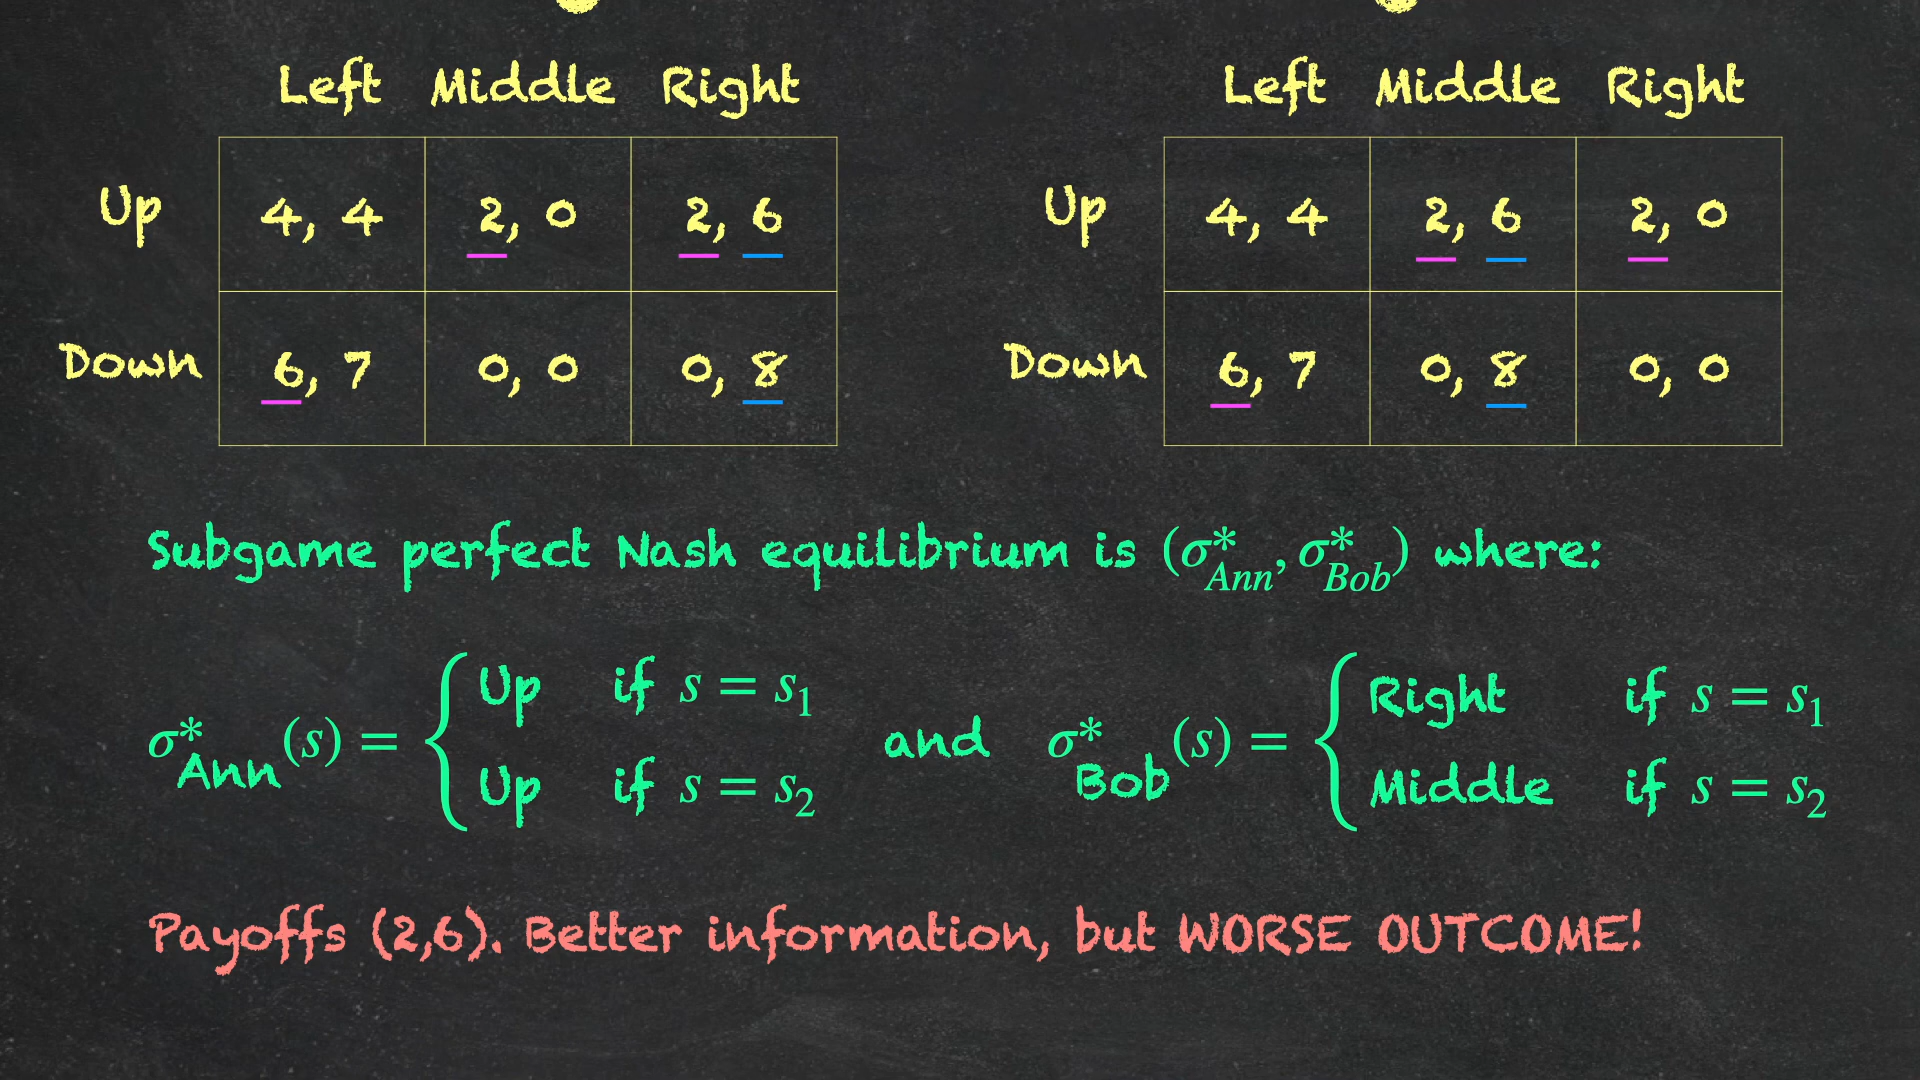 Left Middle Right Left Middle Right
Up 4, 4 2, 0 2, 6 Up 4, 4 2, 6 2, 0
Down 6, 7 0, 0 0, 8 Down 6, 7 0, 8 0, 0
Subgame perfect Nash equilibrium is (σ*Ann, σ*Bob) where:
σ*Ann(s) = { Up if s = s1 Up if s = s2 and σ*Bob(s) = { Right if s = s1 Middle if s = s2
Payoffs (2,6). Better information, but WORSE OUTCOME!